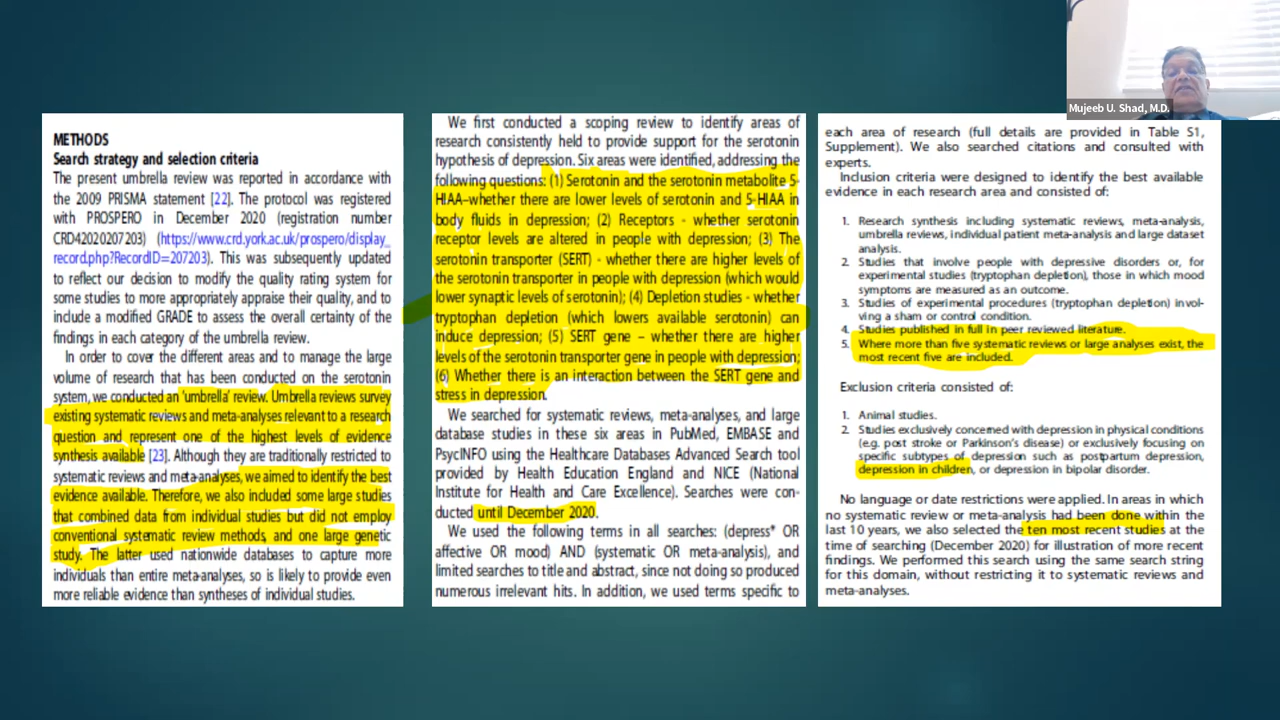 METHODS
Search strategy and selection criteria
The present umbrella review was reported in accordance with
the 2009 PRISMA statement [22]. The protocol was registered
with PROSPERO in December 2020 (registration number
CRD42020207203) (https://www.crd.york.ac.uk/prospero/display_
record.php?RecordID=207203). This was subsequently updated
to reflect our decision to modify the quality rating system for
some studies to more appropriately appraise their quality, and to
include a modified GRADE to assess the overall certainty of the
findings in each category of the umbrella review.
In order to cover the different areas and to manage the large
volume of research that has been conducted on the serotonin
system, we conducted an 'umbrella' review. Umbrella reviews survey
existing systematic reviews and meta-analyses relevant to a research
question and represent one of the highest levels of evidence
synthesis available [23]. Although they are traditionally restricted to
systematic reviews and meta-analyses, we aimed to identify the best
evidence available. Therefore, we also included some large studies
that combined data from individual studies but did not employ
conventional systematic review methods, and one large genetic
study. The latter used nationwide databases to capture more
individuals than entire meta-analyses, so is likely to provide even
more reliable evidence than syntheses of individual studies.
We first conducted a scoping review to identify areas of
research consistently held to provide support for the serotonin
hypothesis of depression. Six areas were identified, addressing the
following questions: (1) Serotonin and the serotonin metabolite 5-
HIAA–whether there are lower levels of serotonin and 5-HIAA in
body fluids in depression; (2) Receptors - whether serotonin
receptor levels are altered in people with depression; (3) The
serotonin transporter (SERT) - whether there are higher levels of
the serotonin transporter in people with depression (which would
lower synaptic levels of serotonin); (4) Depletion studies - whether
tryptophan depletion (which lowers available serotonin) can
induce depression; (5) SERT gene – whether there are higher
levels of the serotonin transporter gene in people with depression;
(6) Whether there is an interaction between the SERT gene and
stress in depression.
We searched for systematic reviews, meta-analyses, and large
database studies in these six areas in PubMed, EMBASE and
PsycINFO using the Healthcare Databases Advanced Search tool
provided by Health Education England and NICE (National
Institute for Health and Care Excellence). Searches were con-
ducted until December 2020.
We used the following terms in all searches: (depress* OR
affective OR mood) AND (systematic OR meta-analysis), and
limited searches to title and abstract, since not doing so produced
numerous irrelevant hits. In addition, we used terms specific to
each area of research (full details are provided in Table S1,
Supplement). We also searched citations and consulted with
experts.
Inclusion criteria were designed to identify the best available
evidence in each research area and consisted of:
1. Research synthesis including systematic reviews, meta-analysis,
umbrella reviews, individual patient meta-analysis and large dataset
analysis.
2. Studies that involve people with depressive disorders or, for
experimental studies (tryptophan depletion), those in which mood
symptoms are measured as an outcome.
3. Studies of experimental procedures (tryptophan depletion) invol-
ving a sham or control condition.
4. Studies published in full in peer reviewed literature.
5. Where more than five systematic reviews or large analyses exist, the
most recent five are included.
Exclusion criteria consisted of:
1. Animal studies.
2. Studies exclusively concerned with depression in physical conditions
(e.g. post stroke or Parkinson's disease) or exclusively focusing on
specific subtypes of depression such as postpartum depression,
depression in children, or depression in bipolar disorder.
No language or date restrictions were applied. In areas in which
no systematic review or meta-analysis had been done within the
last 10 years, we also selected the ten most recent studies at the
time of searching (December 2020) for illustration of more recent
findings. We performed this search using the same search string
for this domain, without restricting it to systematic reviews and
meta-analyses.
Mujeeb U. Shad, M.D.